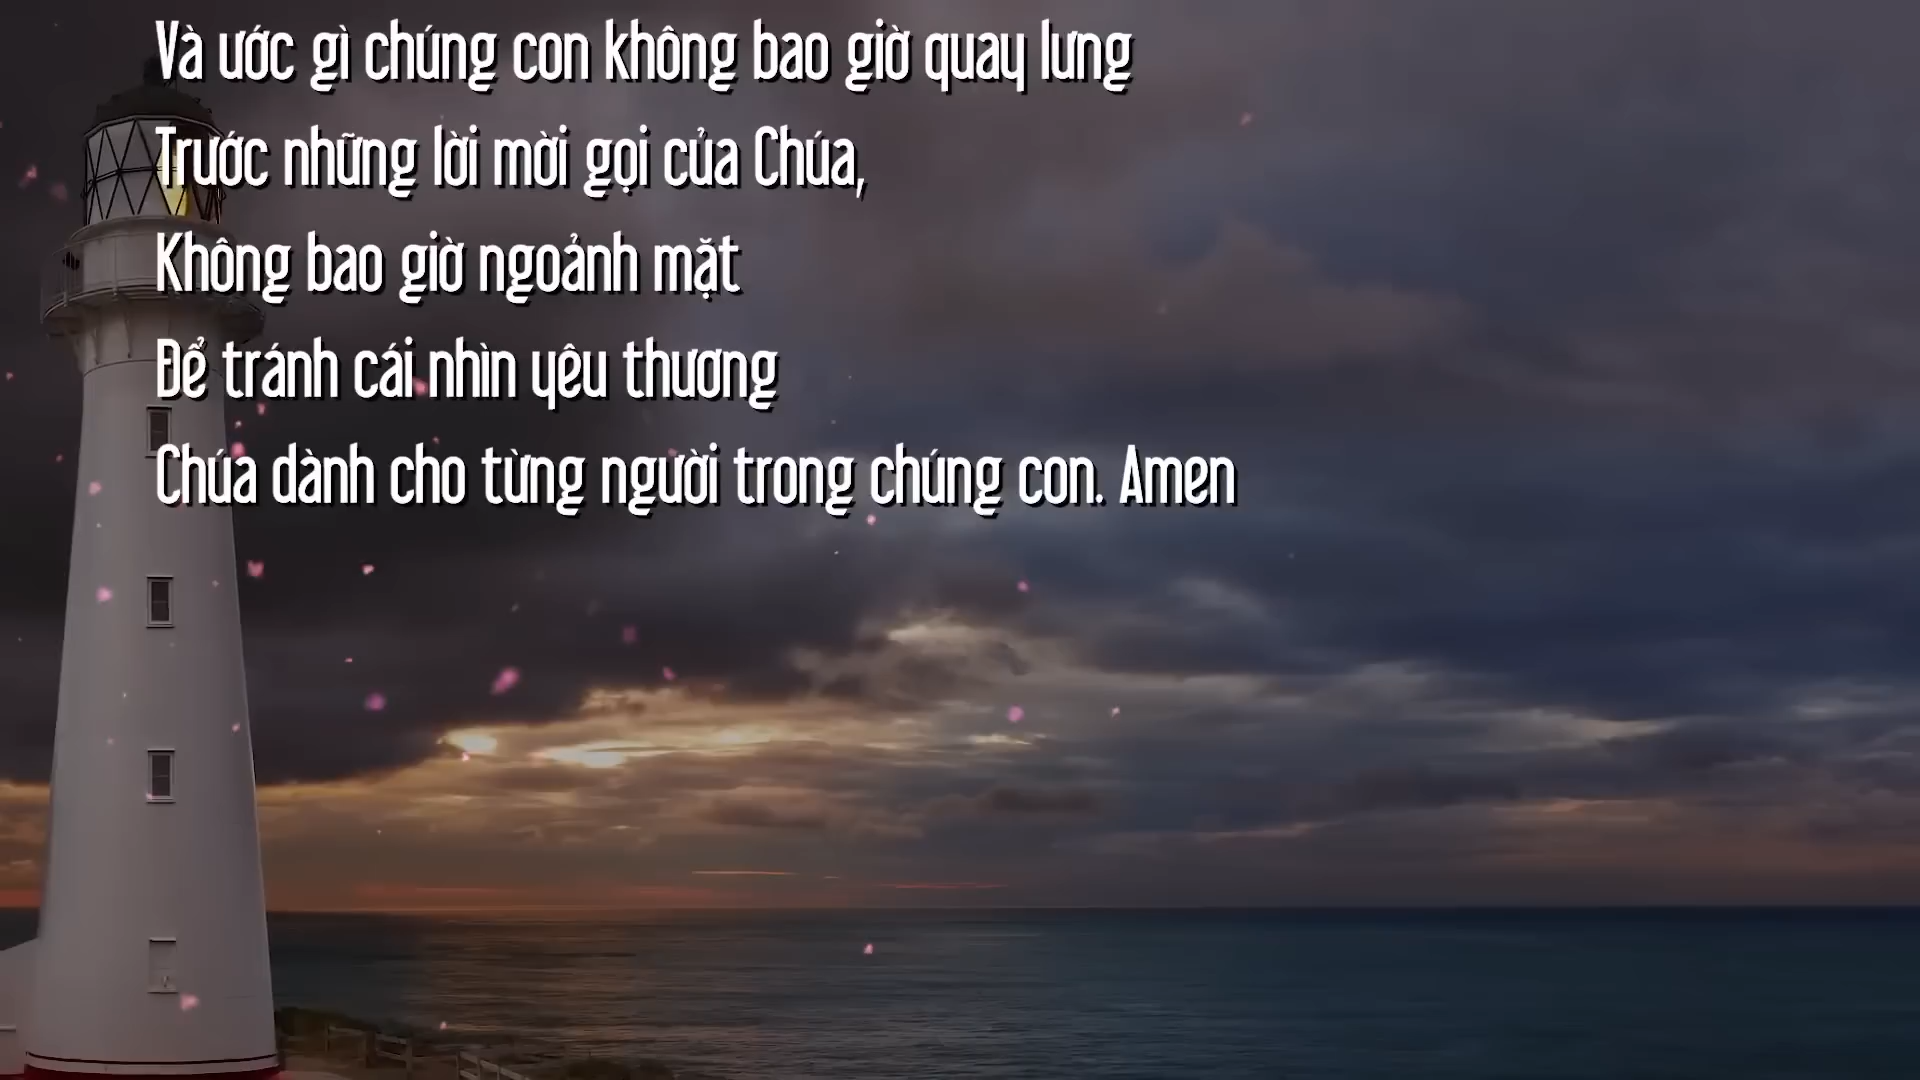 Và ước gì chúng con không bao giờ quay lưng
Trước những lời mời gọi của Chúa,
Không bao giờ ngoảnh mặt
Để tránh cái nhìn yêu thương
Chúa dành cho từng người trong chúng con. Amen